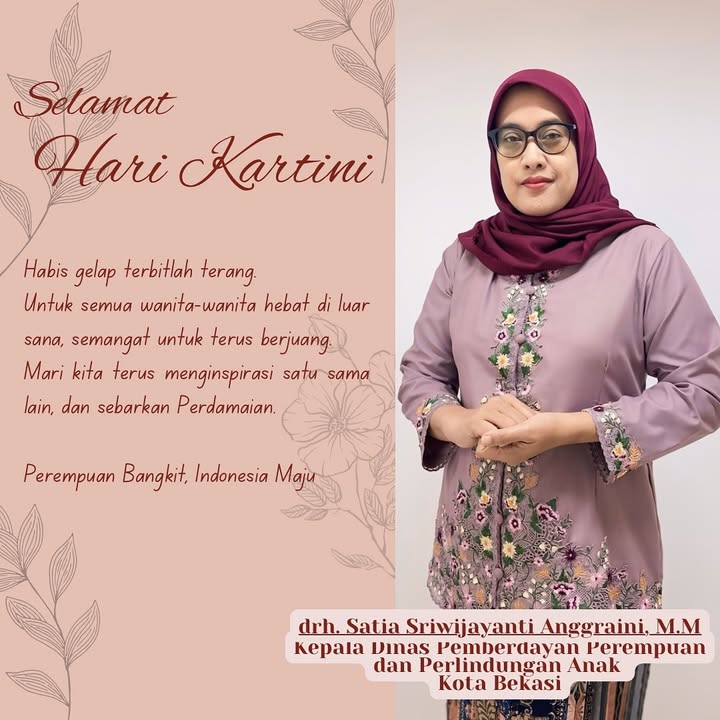 Selamat
Hari Kartini
Habis gelap terbitlah terang.
Untuk semua wanita-wanita hebat di luar
sana, semangat untuk terus berjuang.
Mari kita terus menginspirasi satu sama
lain, dan sebarkan Perdamaian.
Perempuan Bangkit, Indonesia Maju
drh. Satia Sriwijayanti Anggraini, M.M
Kepala Dinas Pemberdayan Perempuan
dan Perlindungan Anak
Kota Bekasi